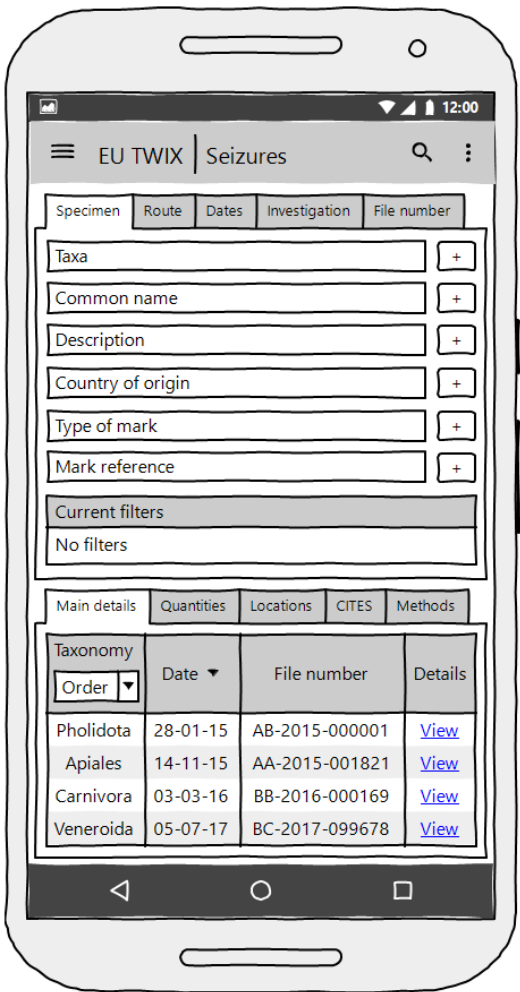 12:00
EU TWIX Seizures
Specimen Route Dates Investigation File number
Taxa +
Common name +
Description +
Country of origin +
Type of mark +
Mark reference +
Current filters
No filters
Main details Quantities Locations CITES Methods
Taxonomy
Order Date File number Details
Pholidota 28-01-15 AB-2015-000001 View
Apiales 14-11-15 AA-2015-001821 View
Carnivora 03-03-16 BB-2016-000169 View
Veneroida 05-07-17 BC-2017-099678 View